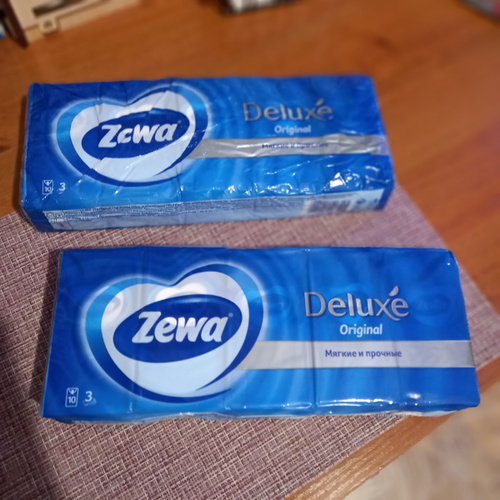 Zewa
Deluxe
Original
Мягкие и прочные
10 3
Zewa
Deluxe
Original
Мягкие и прочные
10 3